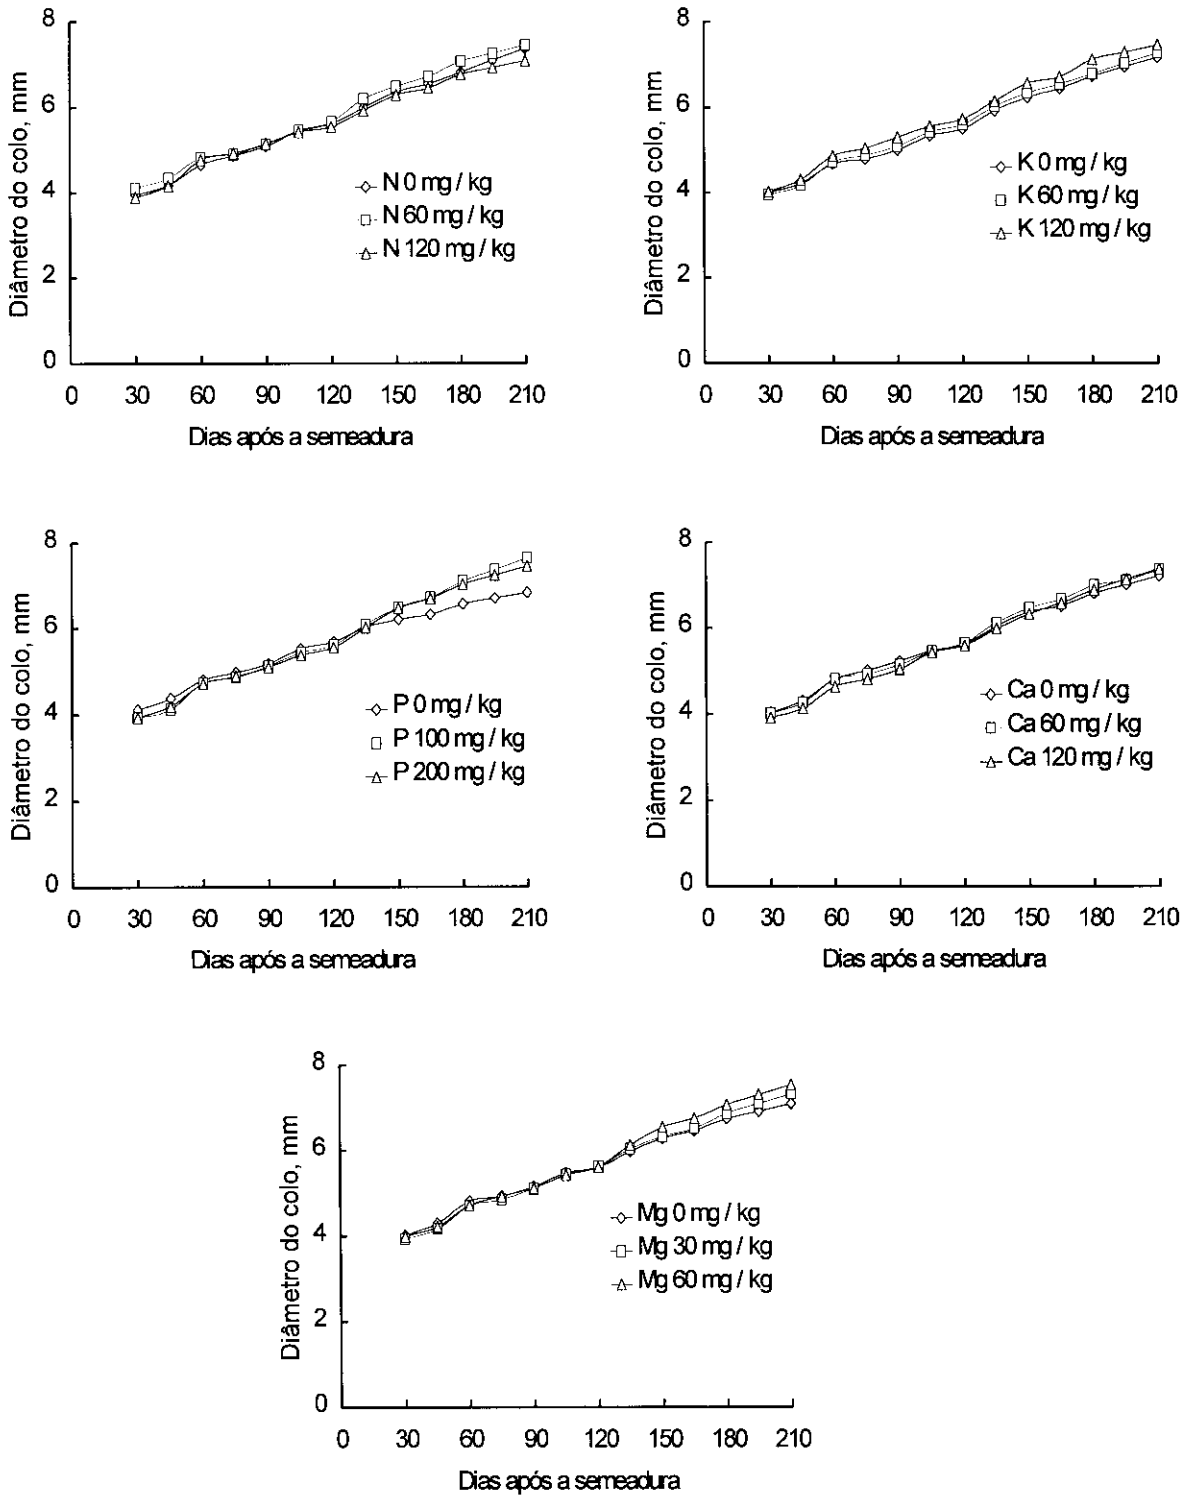 Diâmetro do colo, mm
8
6
4
2
0
N 0 mg / kg
N 60 mg / kg
N 120 mg / kg
0 30 60 90 120 150 180 210
Dias após a semeadura
Diâmetro do colo, mm
8
6
4
2
0
K 0 mg / kg
K 60 mg / kg
K 120 mg / kg
0 30 60 90 120 150 180 210
Dias após a semeadura
Diâmetro do colo, mm
8
6
4
2
0
P 0 mg / kg
P 100 mg / kg
P 200 mg / kg
0 30 60 90 120 150 180 210
Dias após a semeadura
Diâmetro do colo, mm
8
6
4
2
0
Ca 0 mg / kg
Ca 60 mg / kg
Ca 120 mg / kg
0 30 60 90 120 150 180 210
Dias após a semeadura
Diâmetro do colo, mm
8
6
4
2
0
Mg 0 mg / kg
Mg 30 mg / kg
Mg 60 mg / kg
0 30 60 90 120 150 180 210
Dias após a semeadura